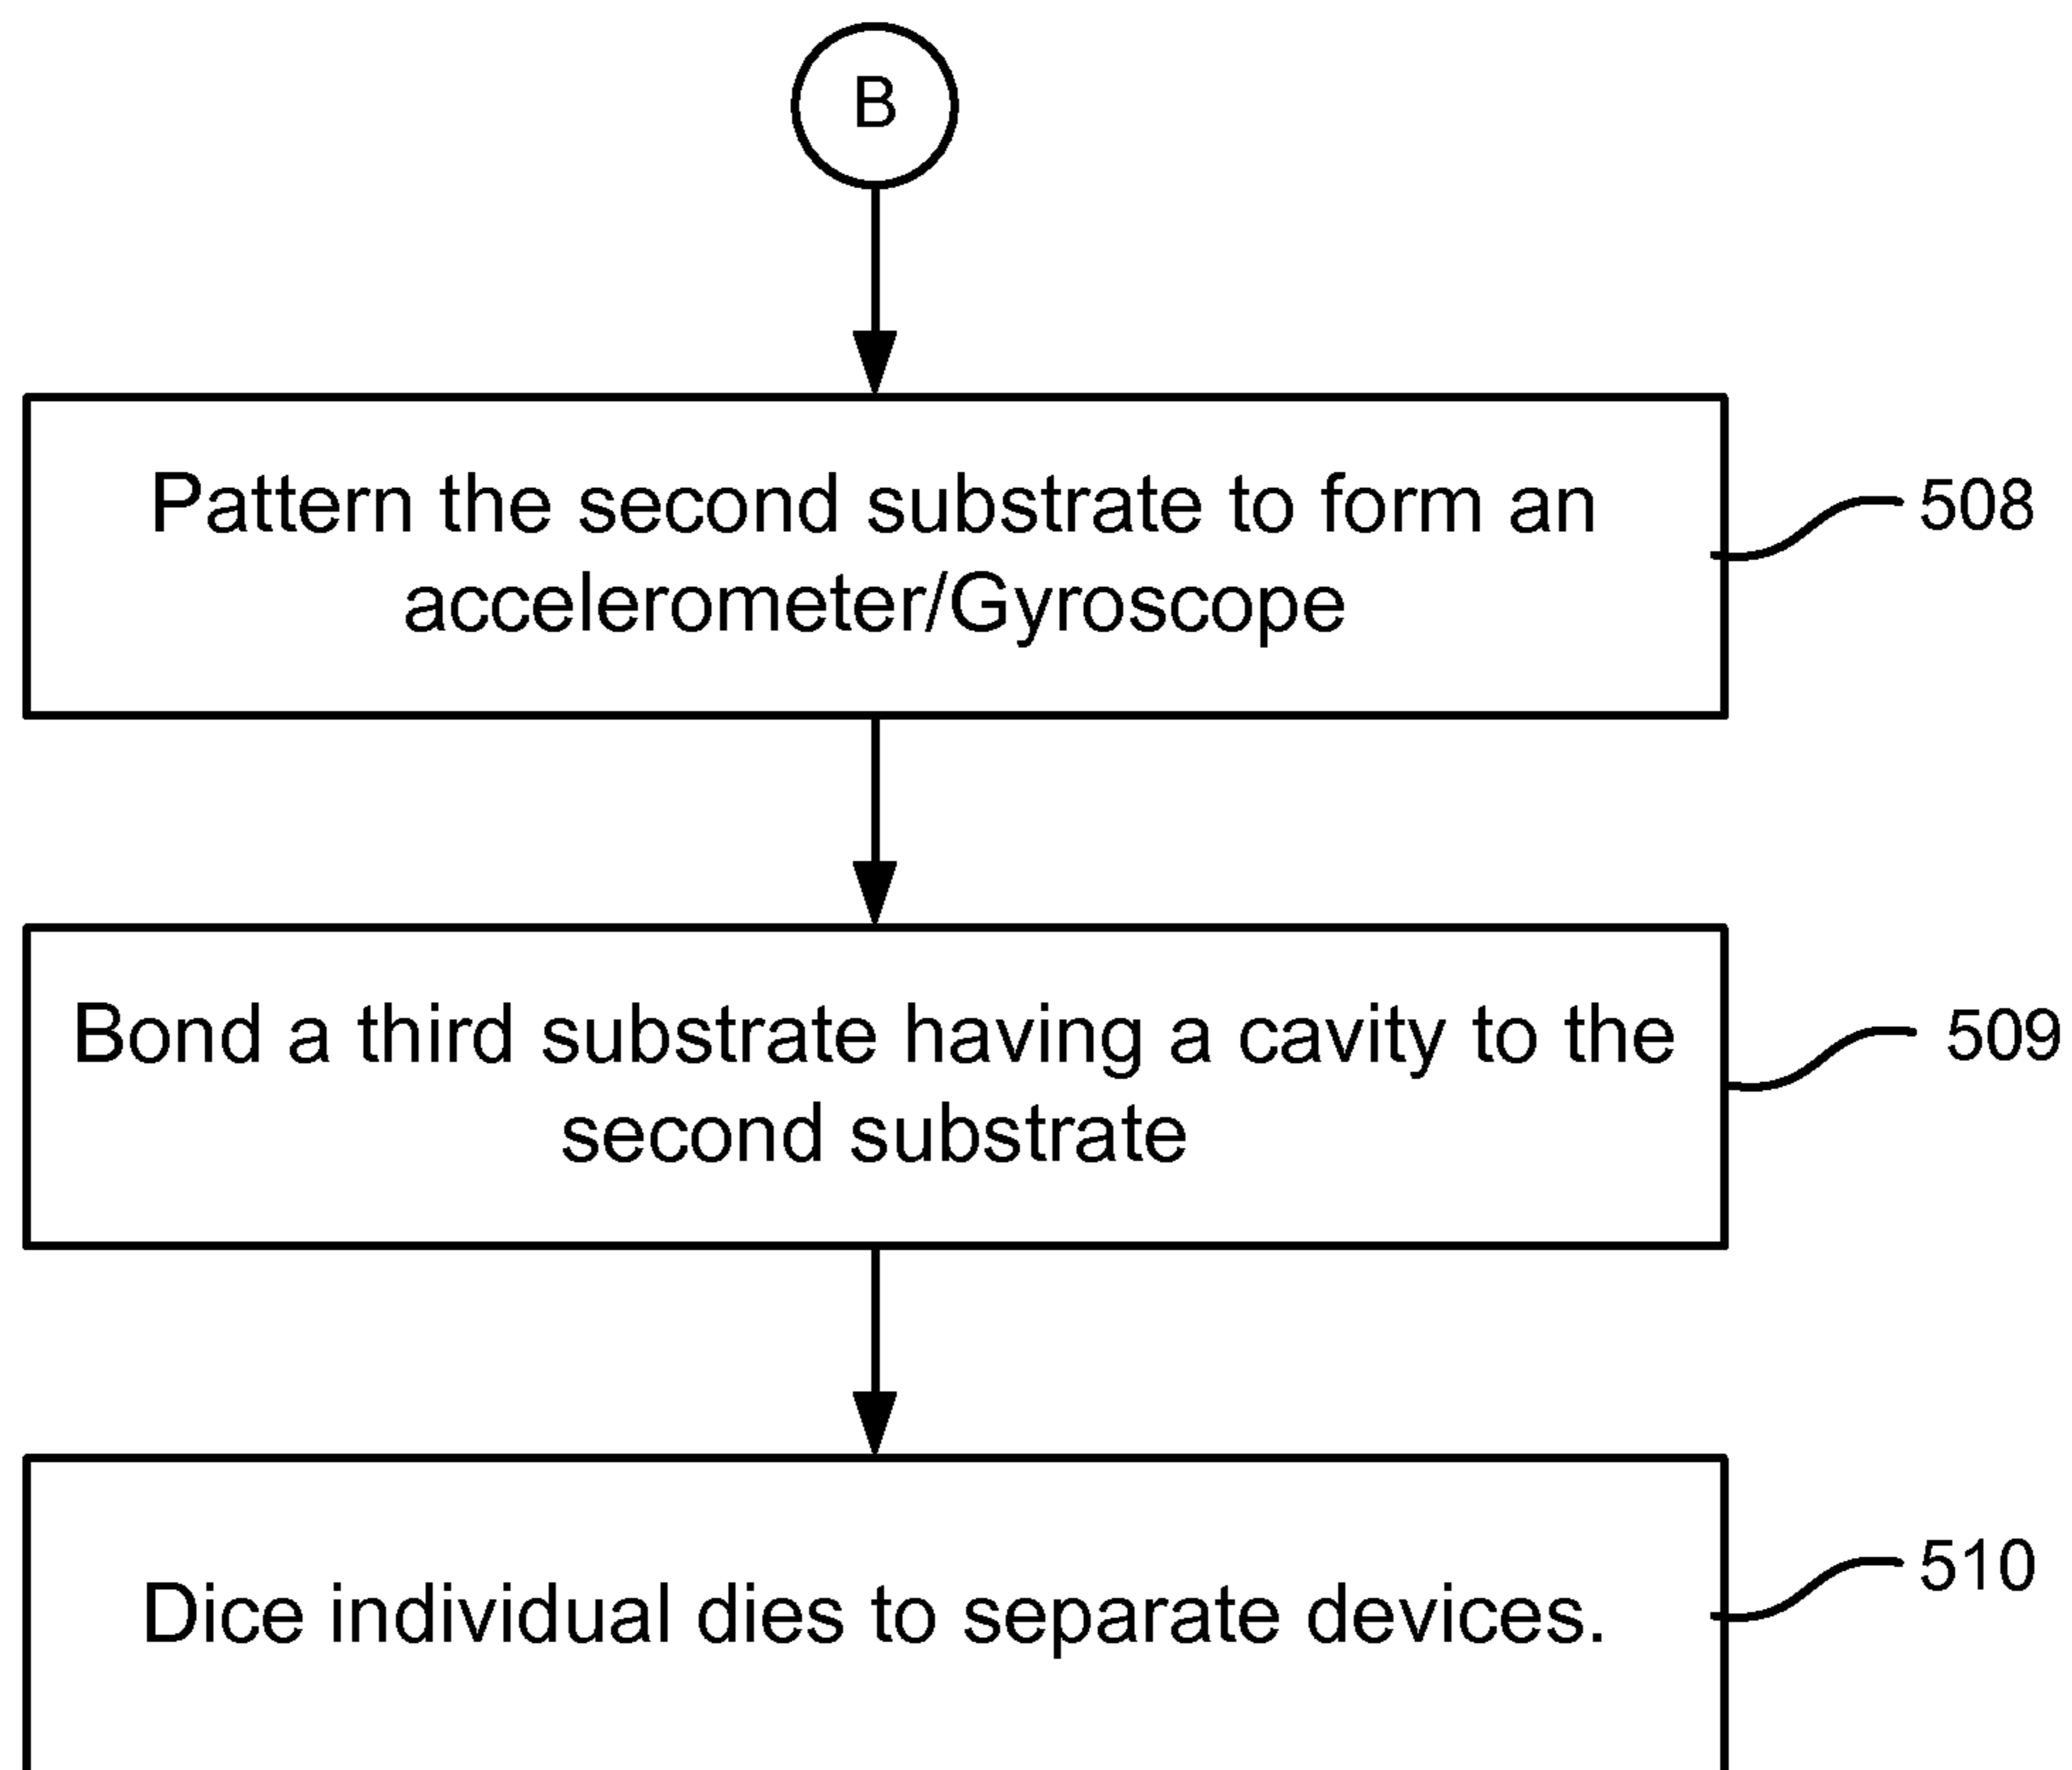 B
Pattern the second substrate to form an
accelerometer/Gyroscope
508
Bond a third substrate having a cavity to the
second substrate
509
Dice individual dies to separate devices.
510